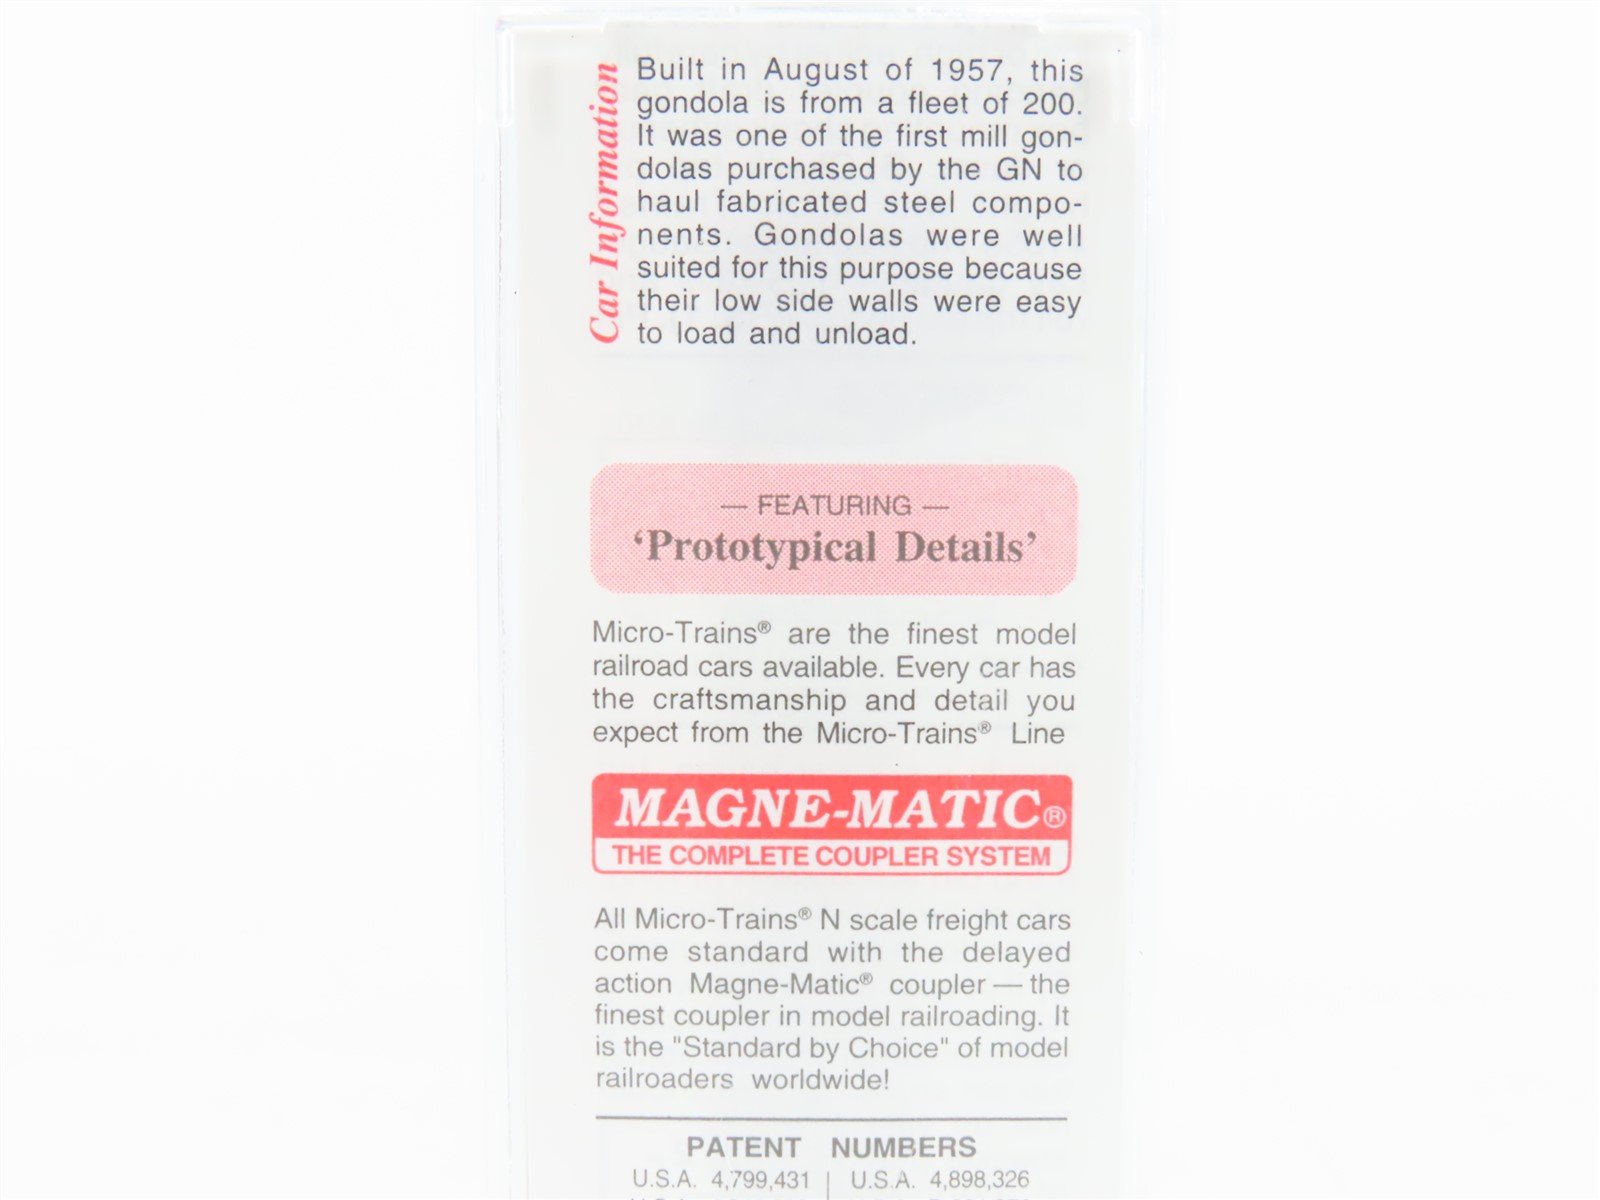 Car Information
Built in August of 1957, this
gondola is from a fleet of 200.
It was one of the first mill gon-
dolas purchased by the GN to
haul fabricated steel compo-
nents. Gondolas were well
suited for this purpose because
their low side walls were easy
to load and unload.
— FEATURING —
‘Prototypical Details’
Micro-Trains® are the finest model
railroad cars available. Every car has
the craftsmanship and detail you
expect from the Micro-Trains® Line
MAGNE-MATIC®
THE COMPLETE COUPLER SYSTEM
All Micro-Trains® N scale freight cars
come standard with the delayed
action Magne-Matic® coupler — the
finest coupler in model railroading. It
is the "Standard by Choice" of model
railroaders worldwide!
PATENT NUMBERS
U.S.A. 4,799,431 | U.S.A. 4,898,326